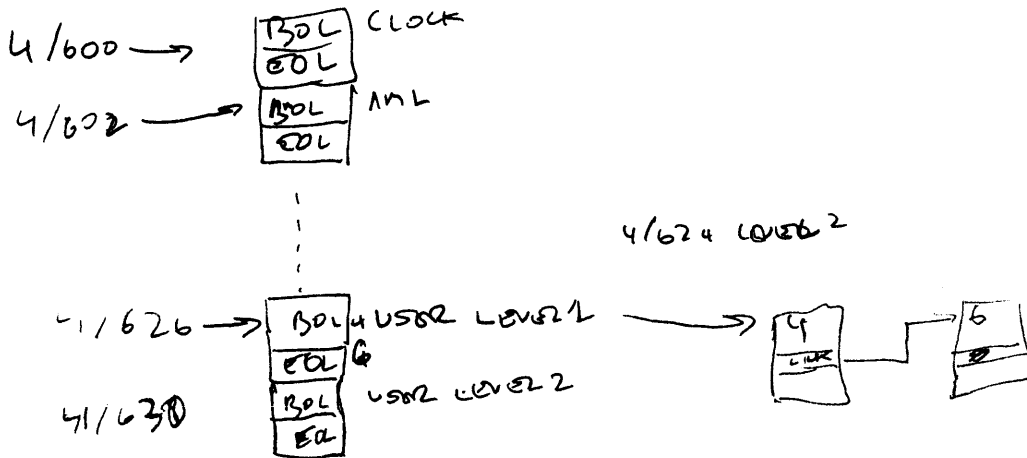 4/600 BOL CLOCK
EOL
4/602 BOL
EOL
4/624 LEVEL 2
4/626 BOL 4 USER LEVEL 1
EOL 6
4/630 BOL USER LEVEL 2
EOL
4
LINK
6
0